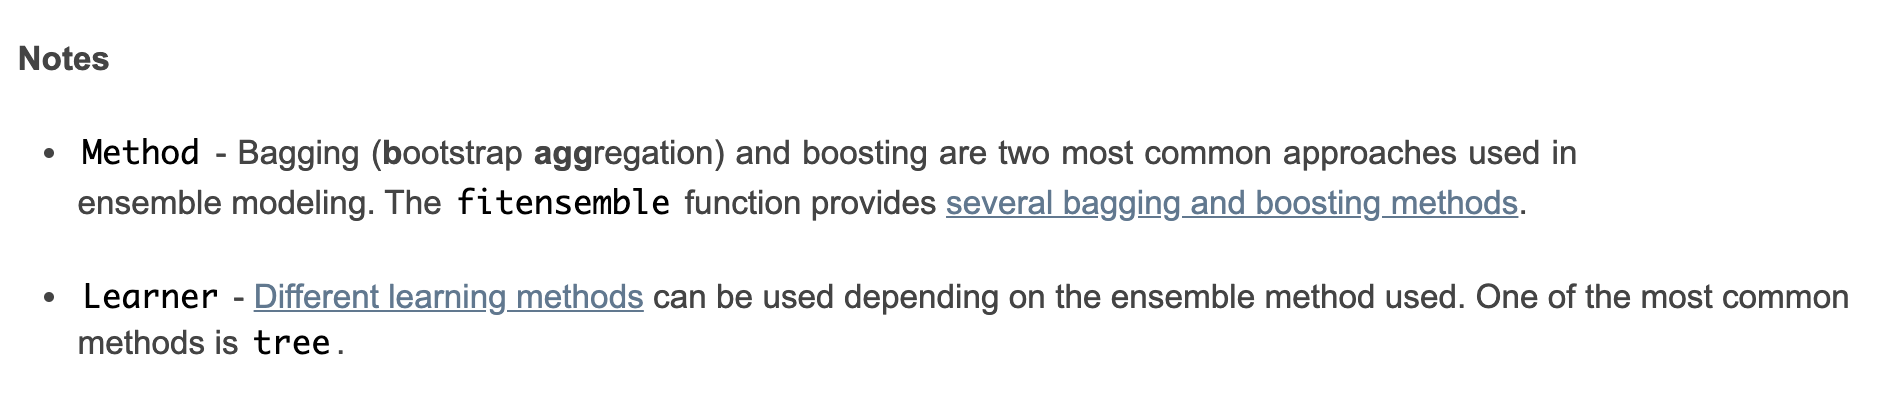 Notes
• Method - Bagging (bootstrap aggregation) and boosting are two most common approaches used in
ensemble modeling. The fitensemble function provides several bagging and boosting methods.
• Learner - Different learning methods can be used depending on the ensemble method used. One of the most common
methods is tree.